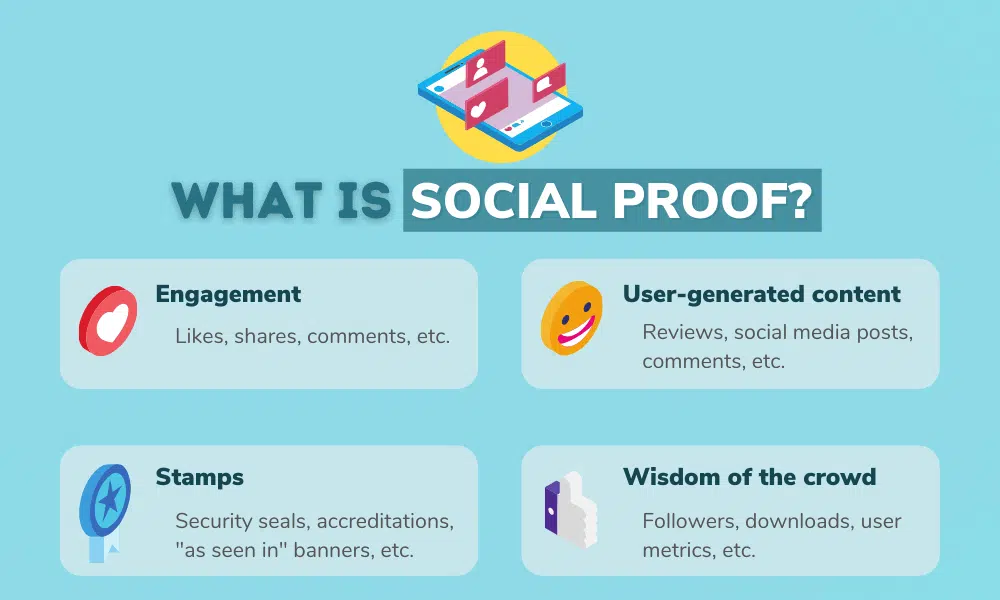 WHAT IS SOCIAL PROOF?
Engagement
Likes, shares, comments, etc.
User-generated content
Reviews, social media posts,
comments, etc.
Stamps
Security seals, accreditations,
"as seen in" banners, etc.
Wisdom of the crowd
Followers, downloads, user
metrics, etc.